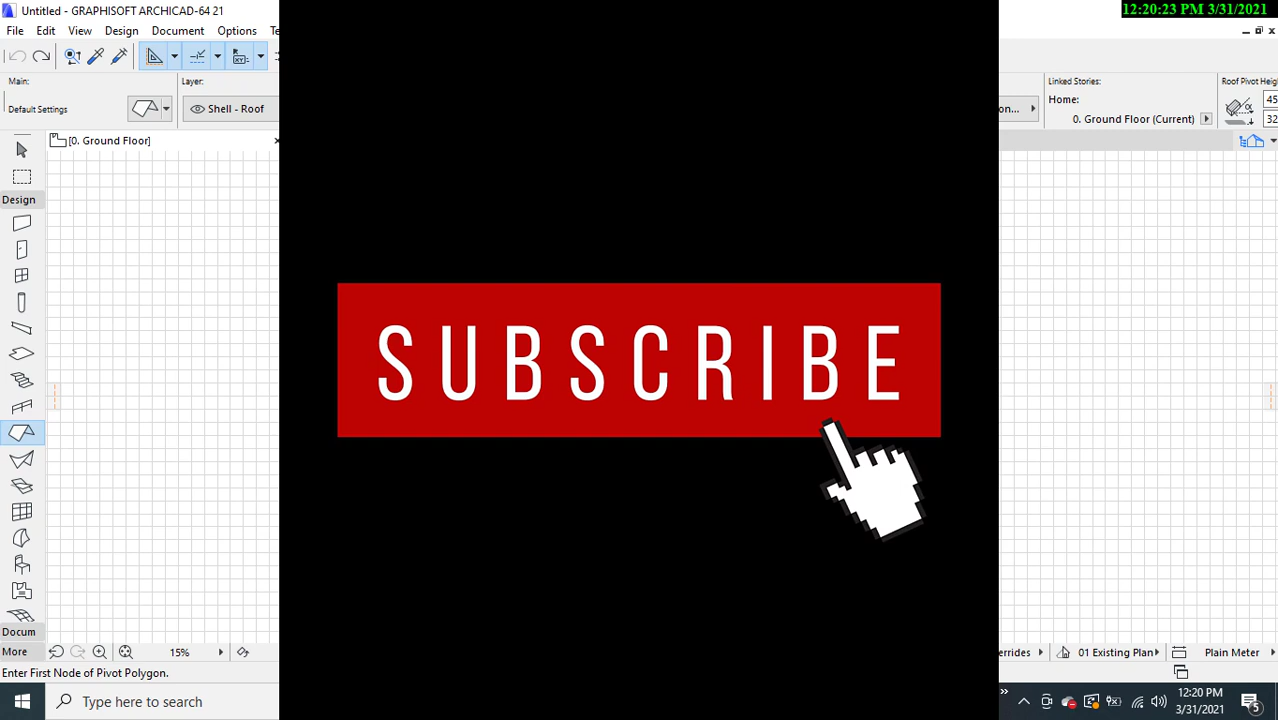 Untitled - GRAPHISOFT ARCHICAD-64 21
12:20:23 PM 3/31/2021
File Edit View Design Document Options
Main:
Layer:
Linked Stories:
Default Settings
Shell - Roof
Home:
0. Ground Floor (Current)
45
32
[0. Ground Floor]
Design
SUBSCRIBE
Docum
More
15%
01 Existing Plan
Plain Meter
Enter First Node of Pivot Polygon.
Type here to search
12:20 PM
3/31/2021
5